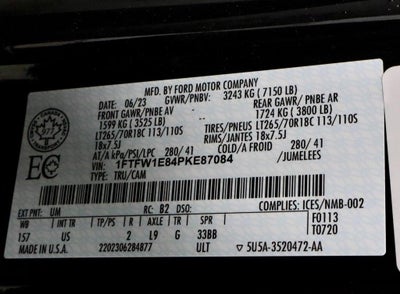 MFD. BY FORD MOTOR COMPANY
DATE: 06/23 GVWR/PNBV: 3243 KG ( 7150 LB)
FRONT GAWR/PNBE AV REAR GAWR/ PNBE AR
1599 KG ( 3525 LB) 1724 KG ( 3800 LB)
LT265/70R18C 113/110S TIRES/PNEUS LT265/70R18C 113/110S
18x7.5J RIMS/JANTES 18x7.5J
AT/A kPa/PSI/LPC 280/ 41 COLD/A FROID 280/ 41
/JUMELEES
977
EC
1FTFW1E84PKE87084
TYPE: TRU/CAM
EXT PNT: UM RC: B2 DSO: COMPLIES: ICES/NMB-002
WB INT TR TP/PS R AXLE TR SPR F0113
157 US 2 L9 G 33BB T0720
MADE IN U.S.A. 2202306284877 ULT 5U5A-3520472-AA